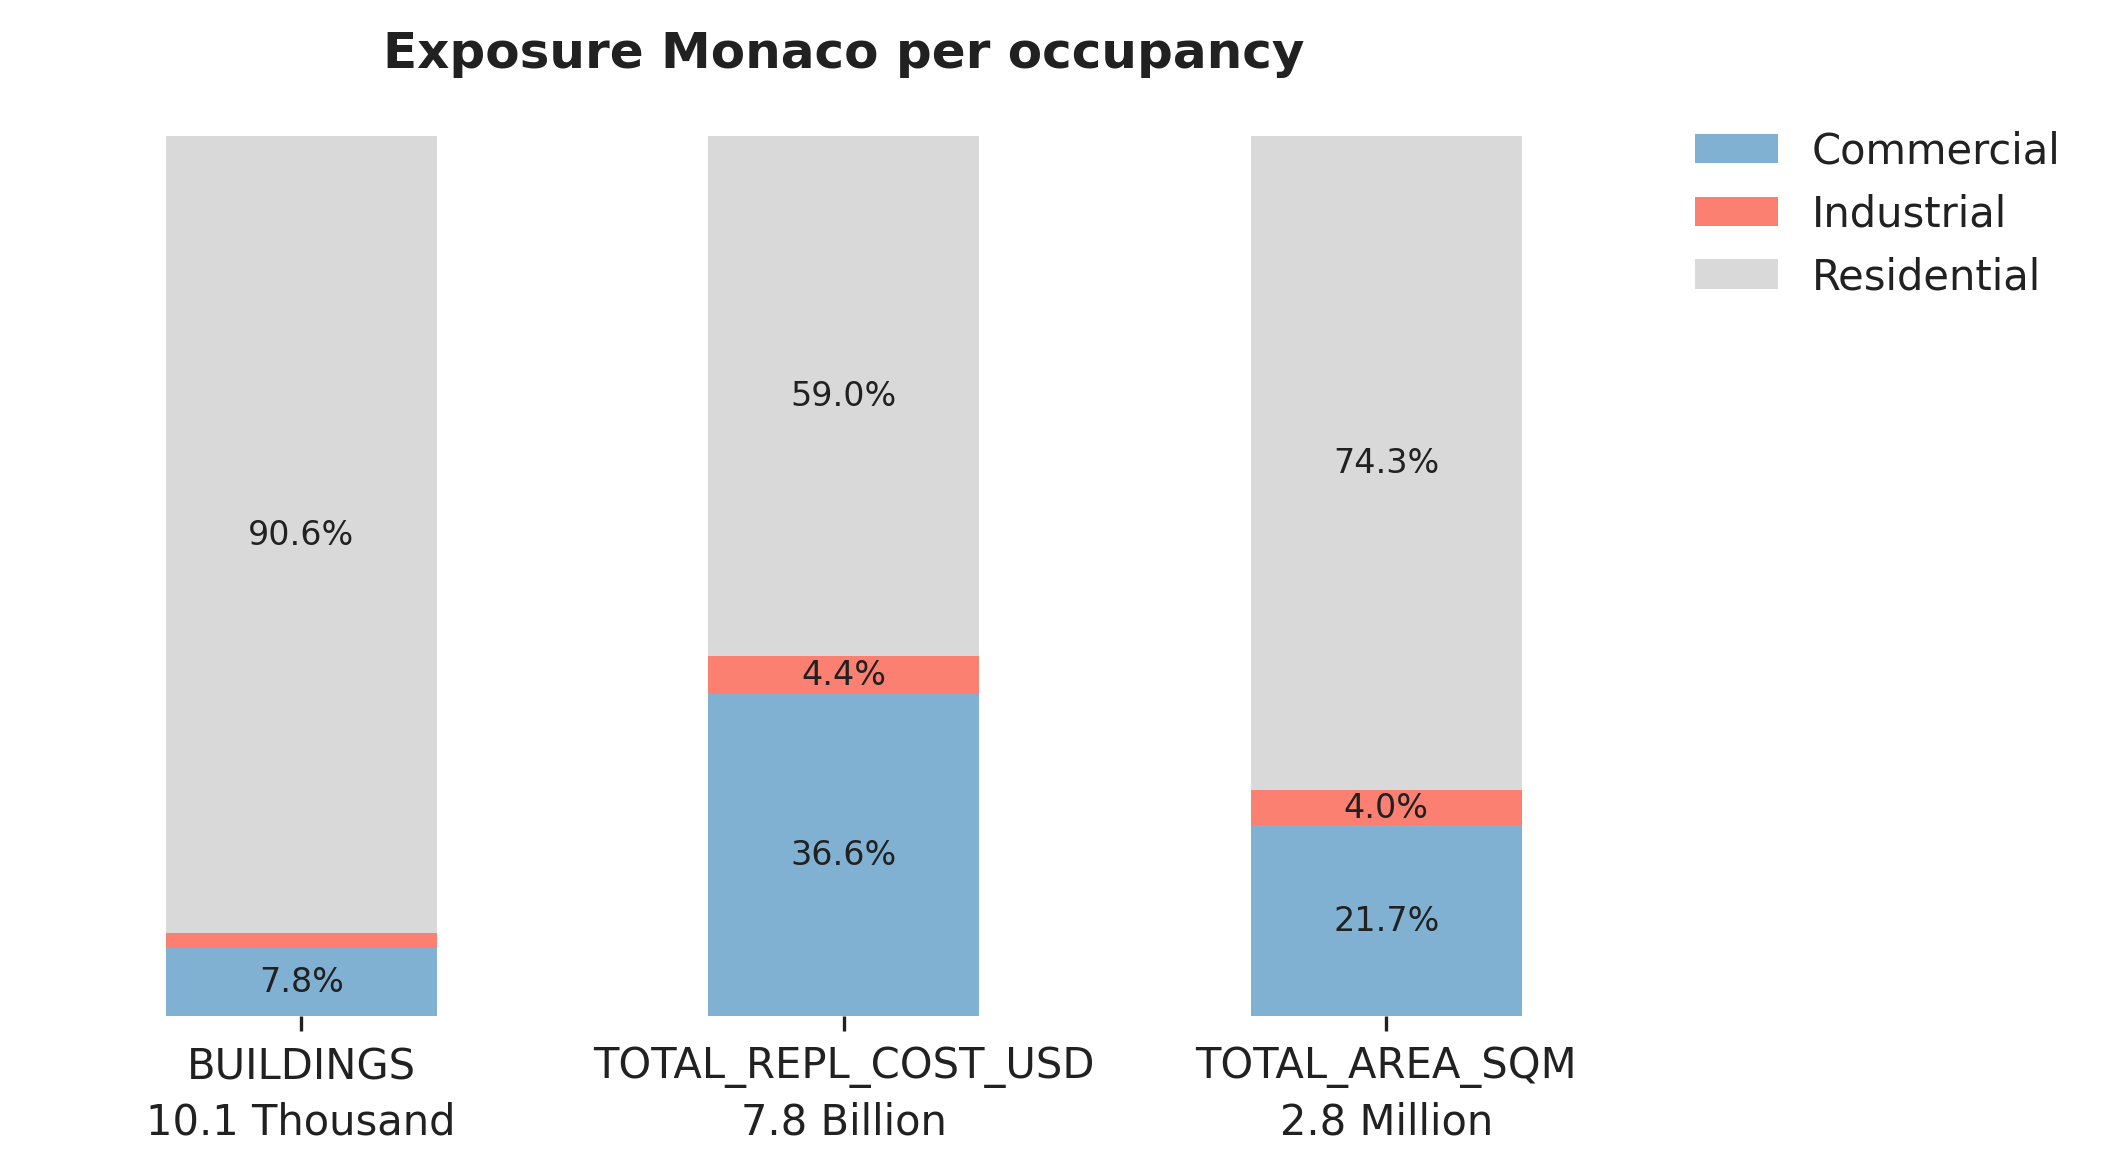 Exposure Monaco per occupancy
Commercial
Industrial
Residential
90.6%
7.8%
59.0%
4.4%
36.6%
74.3%
4.0%
21.7%
BUILDINGS
10.1 Thousand
TOTAL_REPL_COST_USD
7.8 Billion
TOTAL_AREA_SQM
2.8 Million